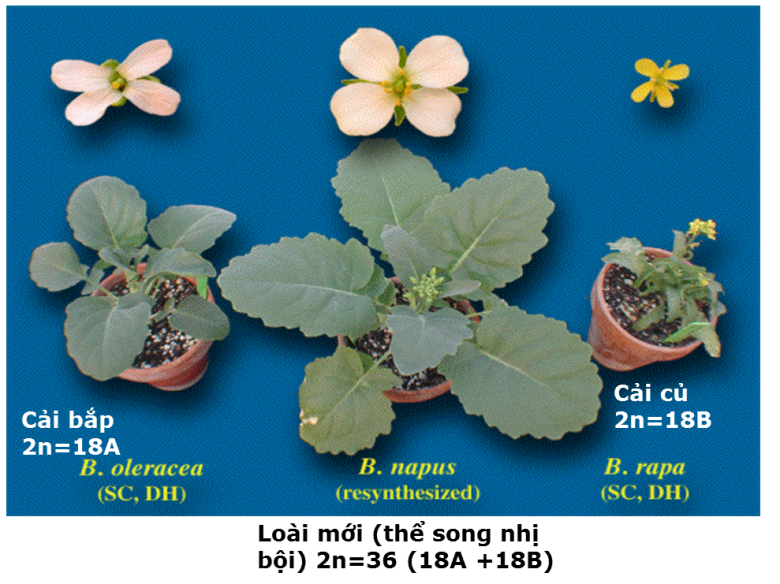 Cải bắp
2n=18A
B. oleracea
(SC, DH)
B. napus
(resynthesized)
Cải củ
2n=18B
B. rapa
(SC, DH)
Loài mới (thể song nhị
bội) 2n=36 (18A +18B)